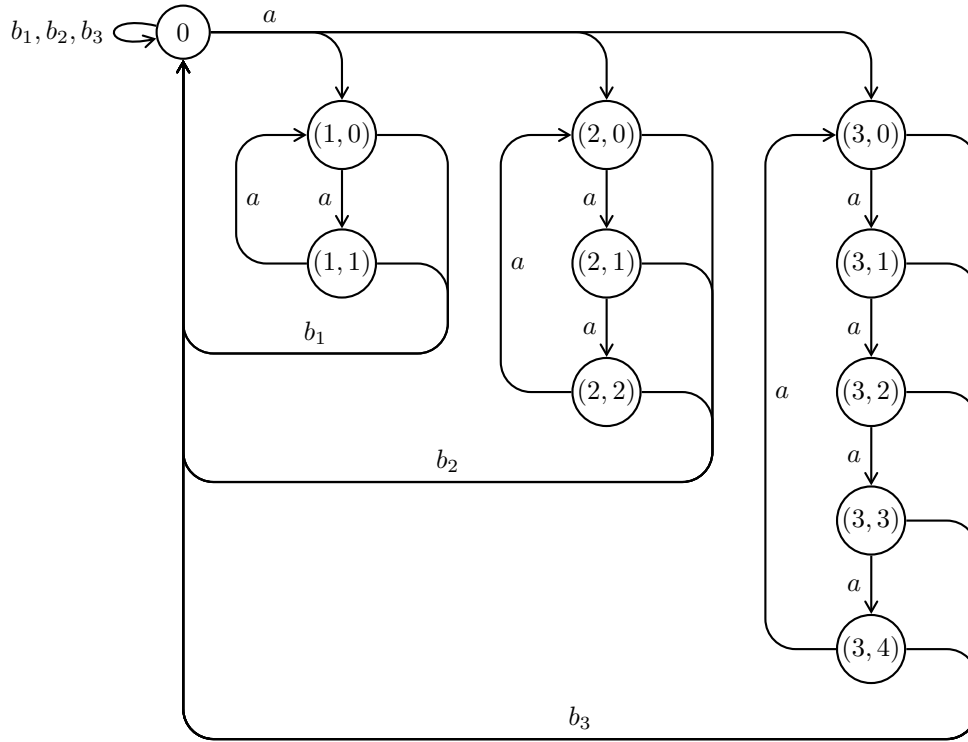 a
b₁, b₂, b₃
0
(1, 0)
(2, 0)
(3, 0)
a
a
a
a
(1, 1)
a
(2, 1)
(3, 1)
b₁
a
a
(2, 2)
a
(3, 2)
b₂
a
(3, 3)
a
(3, 4)
b₃